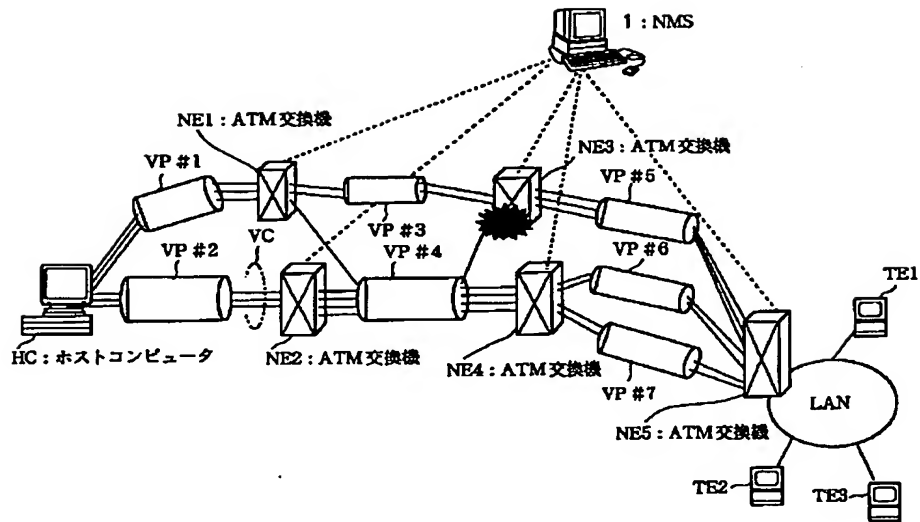 1：NMS
NE1：ATM交換機
NE3：ATM交換機
VP #1
VP #5
VP #3
VC
VP #4
VP #6
VP #2
TE1
HC：ホストコンピュータ
NE2：ATM交換機
NE4：ATM交換機
VP #7
LAN
NE5：ATM交換機
TE2
TE3